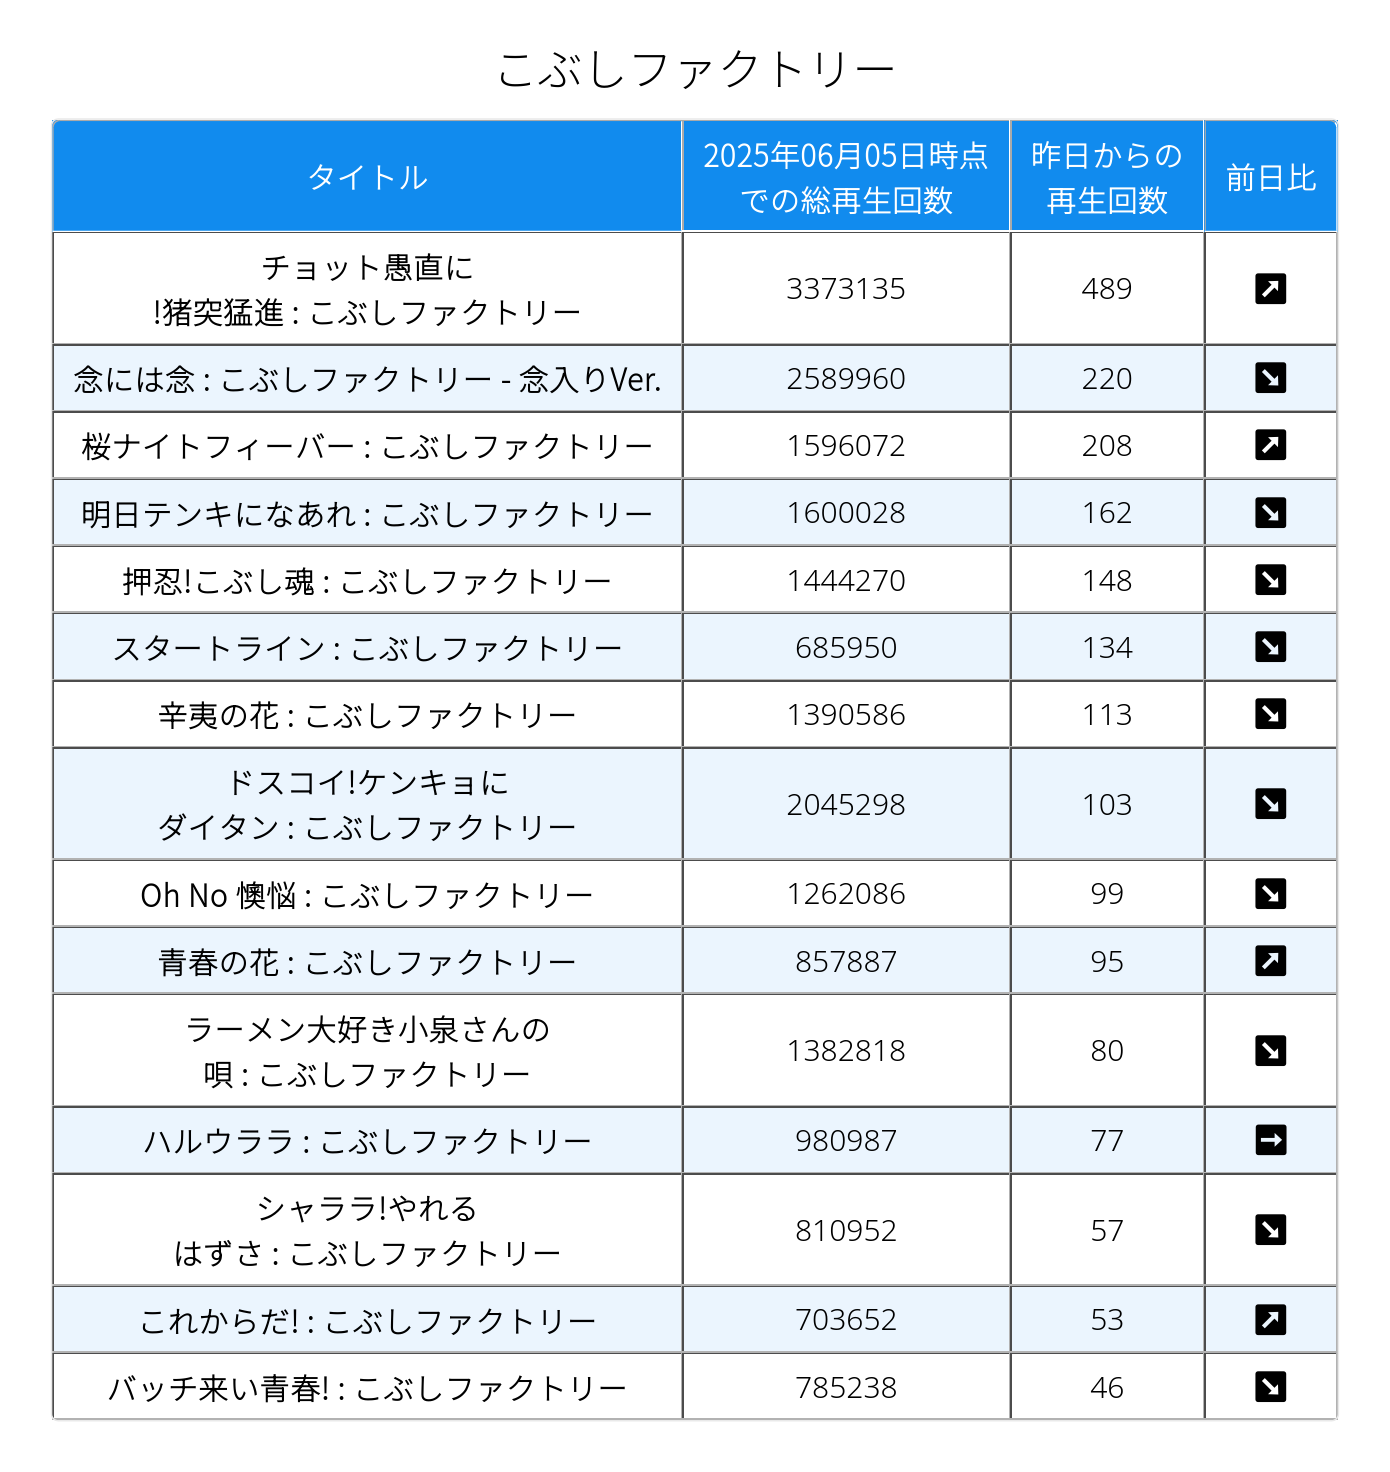 こぶしファクトリー
タイトル
2025年06月05日時点
での総再生回数
昨日からの
再生回数
前日比
チョット愚直に
!猪突猛進 : こぶしファクトリー
3373135
489
念には念 : こぶしファクトリー - 念入りVer.
2589960
220
桜ナイトフィーバー : こぶしファクトリー
1596072
208
明日テンキになあれ : こぶしファクトリー
1600028
162
押忍!こぶし魂 : こぶしファクトリー
1444270
148
スタートライン : こぶしファクトリー
685950
134
辛夷の花 : こぶしファクトリー
1390586
113
ドスコイ!ケンキョに
ダイタン : こぶしファクトリー
2045298
103
Oh No 懊悩 : こぶしファクトリー
1262086
99
青春の花 : こぶしファクトリー
857887
95
ラーメン大好き小泉さんの
唄 : こぶしファクトリー
1382818
80
ハルウララ : こぶしファクトリー
980987
77
シャララ!やれる
はずさ : こぶしファクトリー
810952
57
これからだ! : こぶしファクトリー
703652
53
バッチ来い青春! : こぶしファクトリー
785238
46